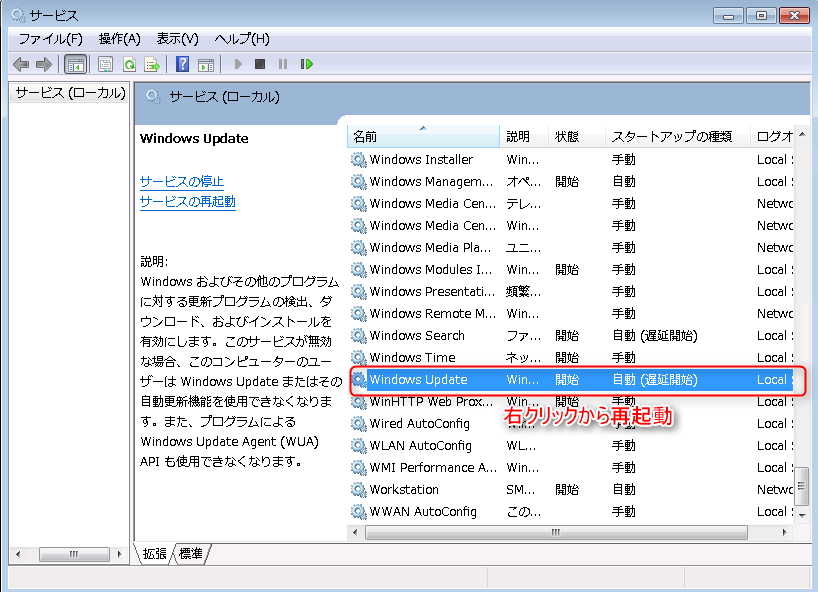 サービス
ファイル(F) 操作(A) 表示(V) ヘルプ(H)
サービス (ローカル)
サービス (ローカル)
Windows Update
サービスの停止
サービスの再起動
説明:
Windows およびその他のプログラム
に対する更新プログラムの検出、ダ
ウンロード、およびインストールを
有効にします。このサービスが無効
な場合、このコンピューターのユー
ザーは Windows Update またはその
自動更新機能を使用できなくなりま
す。また、プログラムによる
Windows Update Agent (WUA)
API も使用できなくなります。
名前 説明 状態 スタートアップの種類 ログオ
Windows Installer Win... 手動 Local
Windows Managem... オペ... 開始 自動 Local
Windows Media Cen... テレ... 手動 Netwo
Windows Media Cen... Win... 手動 Netwo
Windows Media Pla... ユニ... 手動 Netwo
Windows Modules I... Win... 開始 手動 Local
Windows Presentati... 頻繁... 手動 Local
Windows Remote M... Win... 手動 Netwo
Windows Search ファ... 開始 自動 (遅延開始) Local
Windows Time ネッ... 開始 手動 Local
Windows Update Win... 開始 自動 (遅延開始) Local
WinHTTP Web Prox... Win... 開始 手動 Local
右クリックから再起動
Wired AutoConfig 手動 Local
WLAN AutoConfig WL... 手動 Local
WMI Performance A... Win... 手動 Local
Workstation SM... 開始 自動 Netwo
WWAN AutoConfig この... 手動 Local
拡張 標準